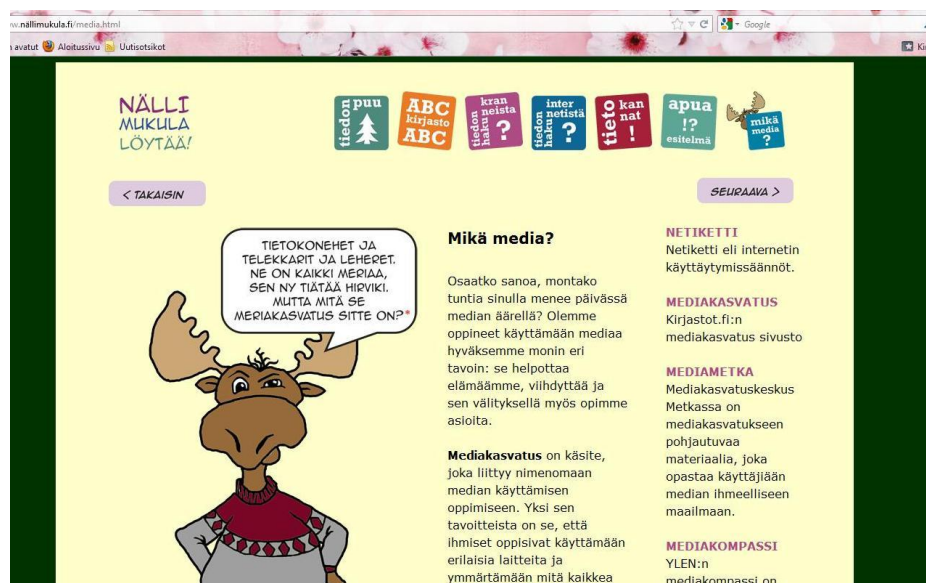 w.nällimukula.fi/media.html
Google
avatut
Aloitussivu
Uutisotsikot
NÄLLI
MUKULA
LÖYTÄÄ!
tiedon puu
ABC
kirjasto
ABC
tiedon haku kran neista ?
tiedon haku inter netistä ?
tieto kan nat !
apua
!?
esitelmä
mikä
media
?
< TAKAISIN
SEURAAVA >
TIETOKONEHET JA
TELEKKARIT JA LEHERET.
NE ON KAIKKI MERIAA,
SEN NY TIÄTÄÄ HIRVIKI.
MUTTA MITÄ SE
MERIAKASVATUS SITTE ON?*
Mikä media?
Osaatko sanoa, montako
tuntia sinulla menee päivässä
median äärellä? Olemme
oppineet käyttämään mediaa
hyväksemme monin eri
tavoin: se helpottaa
elämäämme, viihdyttää ja
sen välityksellä myös opimme
asioita.
Mediakasvatus on käsite,
joka liittyy nimenomaan
median käyttämisen
oppimiseen. Yksi sen
tavoitteista on se, että
ihmiset oppisivat käyttämään
erilaisia laitteita ja
ymmärtämään mitä kaikkea
NETIKETTI
Netiketti eli internetin
käyttäytymissäännöt.
MEDIAKASVATUS
Kirjastot.fi:n
mediakasvatus sivusto
MEDIAMETKA
Mediakasvatuskeskus
Metkassa on
mediakasvatukseen
pohjautuvaa
materiaalia, joka
opastaa käyttäjiään
median ihmeelliseen
maailmaan.
MEDIAKOMPASSI
YLEN:n
mediakompassi on